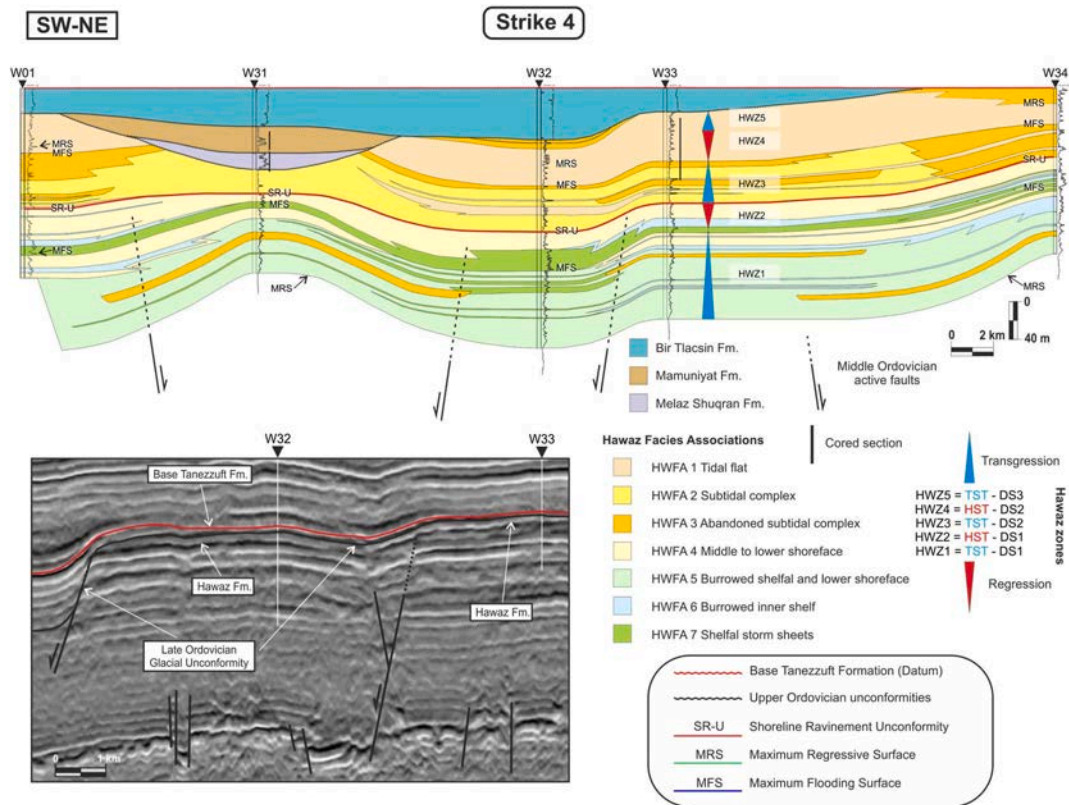 SW-NE
Strike 4
W01
W31
W32
W33
W34
MRS
MFS
SR-U
MFS
SR-U
MFS
MRS
MRS
MFS
SR-U
MFS
HWZ5
HWZ4
HWZ3
HWZ2
HWZ1
MRS
MFS
SR-U
MFS
MRS
0
0
2 km
40 m
Bir Tlacsin Fm.
Mamuniyat Fm.
Melaz Shuqran Fm.
Middle Ordovician
active faults
Cored section
Hawaz Facies Associations
HWFA 1 Tidal flat
HWFA 2 Subtidal complex
HWFA 3 Abandoned subtidal complex
HWFA 4 Middle to lower shoreface
HWFA 5 Burrowed shelfal and lower shoreface
HWFA 6 Burrowed inner shelf
HWFA 7 Shelfal storm sheets
Transgression
HWZ5 = TST - DS3
HWZ4 = HST - DS2
HWZ3 = TST - DS2
HWZ2 = HST - DS1
HWZ1 = TST - DS1
Hawaz zones
Regression
W32
W33
Base Tanezzuft Fm.
Hawaz Fm.
Hawaz Fm.
Late Ordovician
Glacial Unconformity
0
1 km
Base Tanezzuft Formation (Datum)
Upper Ordovician unconformities
SR-U
Shoreline Ravinement Unconformity
MRS
Maximum Regressive Surface
MFS
Maximum Flooding Surface